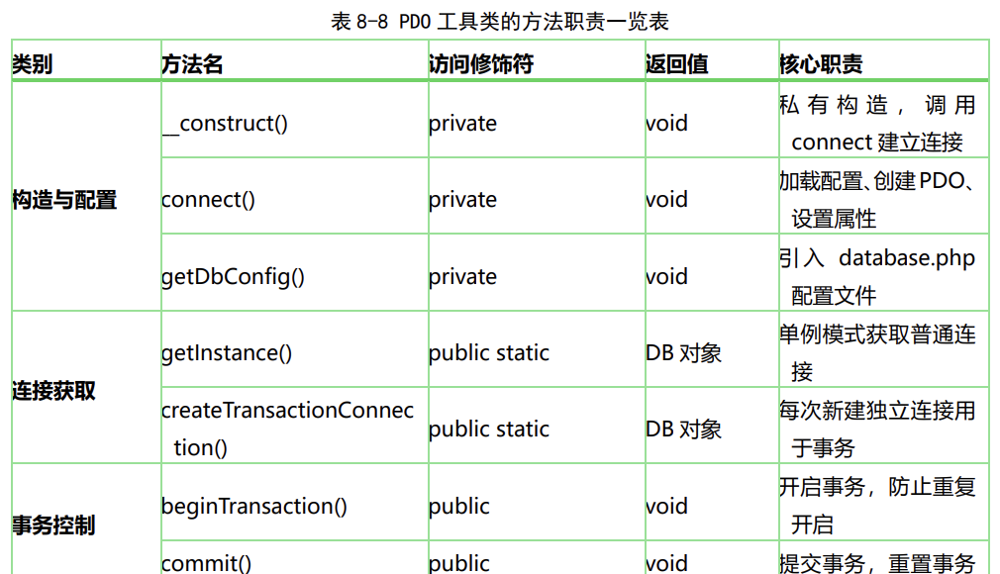 表 8-8 PDO 工具类的方法职责一览表
类别 方法名 访问修饰符 返回值 核心职责
构造与配置
__construct() private void 私有构造，调用
connect 建立连接
connect() private void 加载配置、创建 PDO、
设置属性
getDbConfig() private void 引入 database.php
配置文件
连接获取
getInstance() public static DB 对象 单例模式获取普通连
接
createTransactionConnec
tion() public static DB 对象 每次新建独立连接用
于事务
事务控制
beginTransaction() public void 开启事务，防止重复
开启
commit() public void 提交事务，重置事务